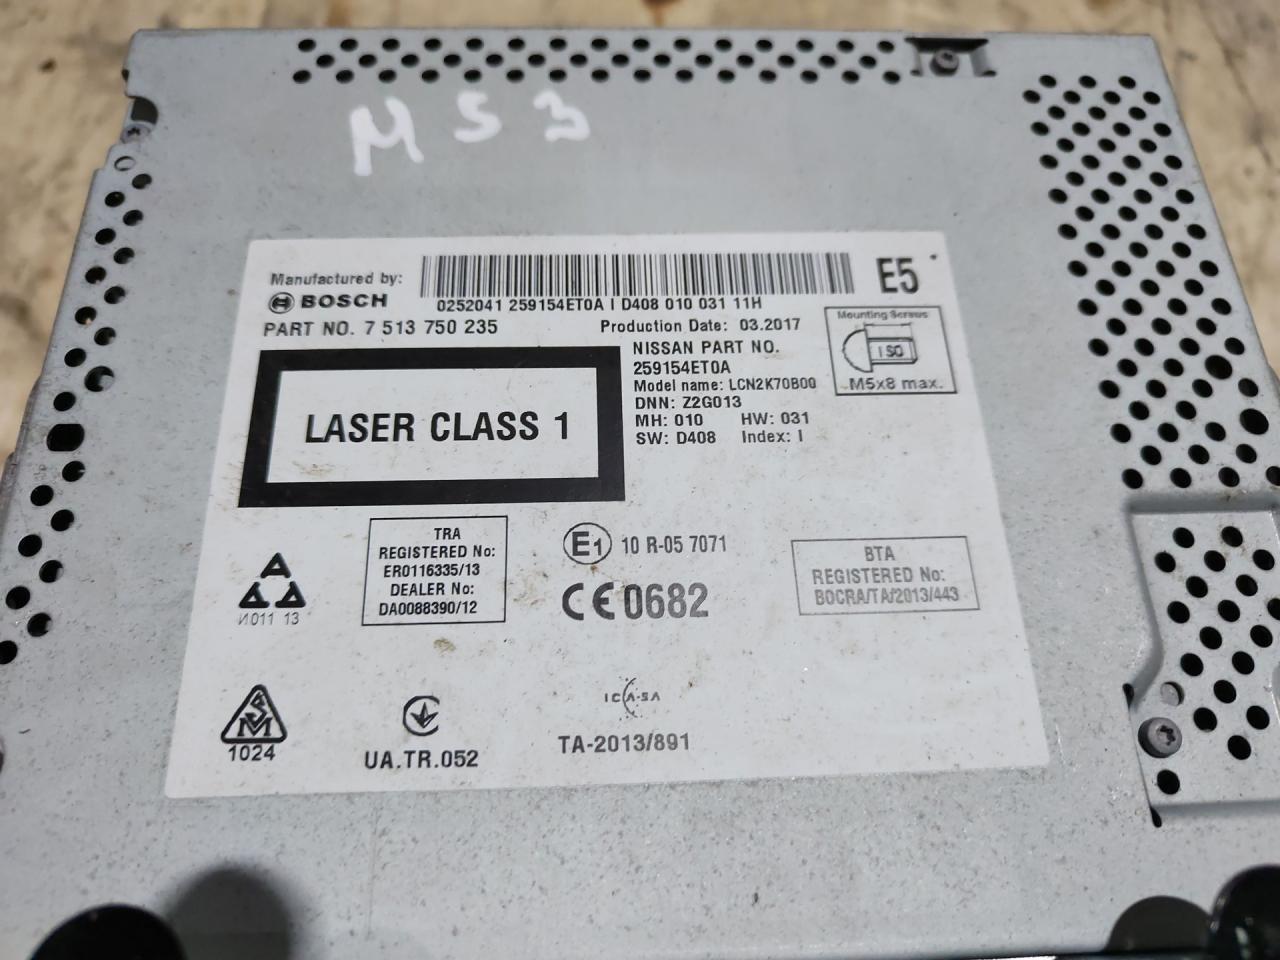 MS3
Manufactured by:
BOSCH
0252041 259154ET0A I D408 010 031 11H
E5
PART NO. 7 513 750 235
Production Date: 03.2017
Mounting Screws
ISO
M5x8 max.
NISSAN PART NO.
259154ET0A
Model name: LCN2K70B00
DNN: Z2G013
MH: 010 HW: 031
SW: D408 Index: I
LASER CLASS 1
TRA
REGISTERED No:
ER0116335/13
DEALER No:
DA0088390/12
E1 10 R-05 7071
CE0682
BTA
REGISTERED No:
BOCRA/TA/2013/443
A
И011 13
1024
UA.TR.052
ICASA
TA-2013/891